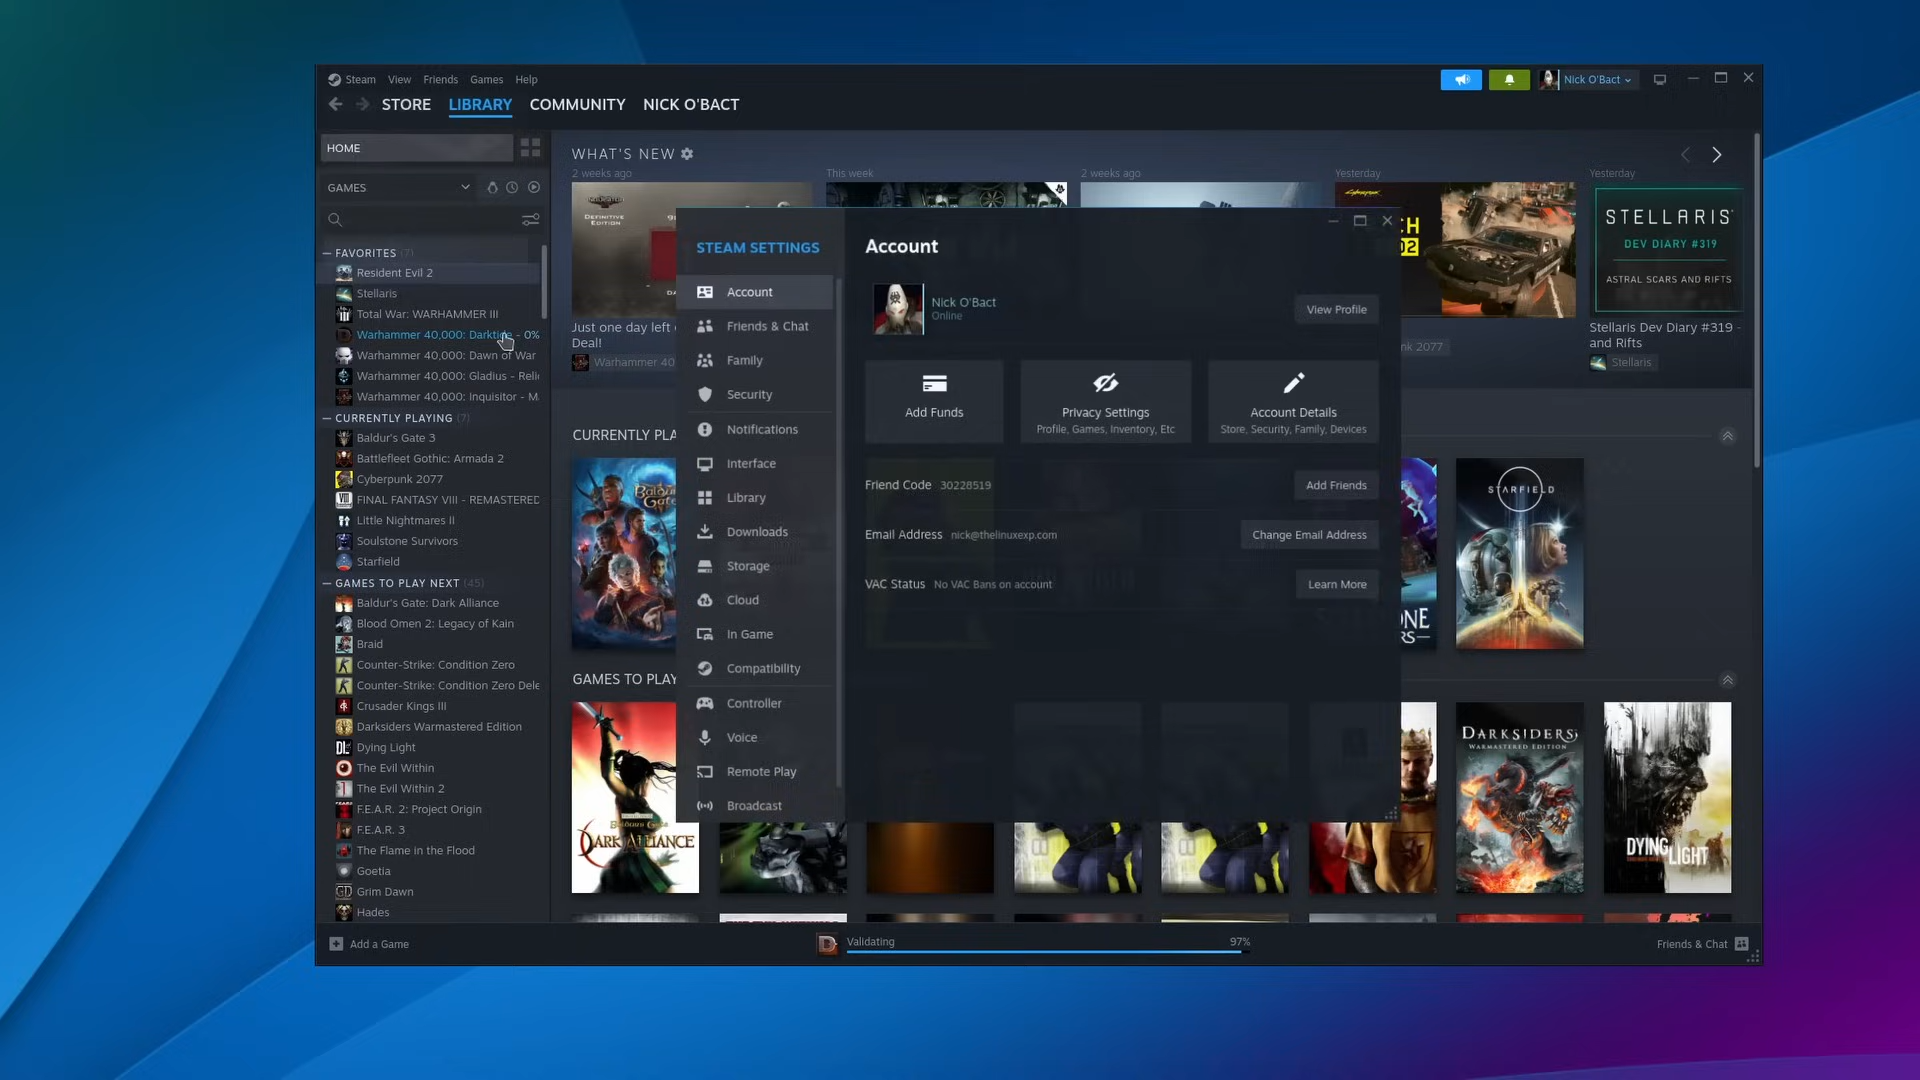 Steam View Friends Games Help
Nick O'Bact
STORE LIBRARY COMMUNITY NICK O'BACT
HOME
GAMES
FAVORITES (7)
Resident Evil 2
Stellaris
Total War: WARHAMMER III
Warhammer 40,000: Darktide - 0%
Warhammer 40,000: Dawn of War
Warhammer 40,000: Gladius - Reli
Warhammer 40,000: Inquisitor - M
CURRENTLY PLAYING (7)
Baldur's Gate 3
Battlefleet Gothic: Armada 2
Cyberpunk 2077
FINAL FANTASY VIII - REMASTERED
Little Nightmares II
Soulstone Survivors
Starfield
GAMES TO PLAY NEXT (45)
Baldur's Gate: Dark Alliance
Blood Omen 2: Legacy of Kain
Braid
Counter-Strike: Condition Zero
Counter-Strike: Condition Zero Dele
Crusader Kings III
Darksiders Warmastered Edition
Dying Light
The Evil Within
The Evil Within 2
F.E.A.R. 2: Project Origin
F.E.A.R. 3
The Flame in the Flood
Goetia
Grim Dawn
Hades
WHAT'S NEW
2 weeks ago
This week
2 weeks ago
Yesterday
Yesterday
DEFINITIVE
EDITION
Just one day left
Deal!
Warhammer 40
STELLARIS
DEV DIARY #319
ASTRAL SCARS AND RIFTS
Stellaris Dev Diary #319 -
and Rifts
Stellaris
nk 2077
CURRENTLY PLA
GAMES TO PLAY
STARFIELD
DARK ALLIANCE
DARKSIDERS
WARMASTERED EDITION
DYING LIGHT
STEAM SETTINGS
Account
Friends & Chat
Family
Security
Notifications
Interface
Library
Downloads
Storage
Cloud
In Game
Compatibility
Controller
Voice
Remote Play
Broadcast
Account
Nick O'Bact
Online
View Profile
Add Funds
Privacy Settings
Profile, Games, Inventory, Etc
Account Details
Store, Security, Family, Devices
Friend Code 30228519
Add Friends
Email Address nick@thelinuxexp.com
Change Email Address
VAC Status No VAC Bans on account
Learn More
Add a Game
Validating 97%
Friends & Chat